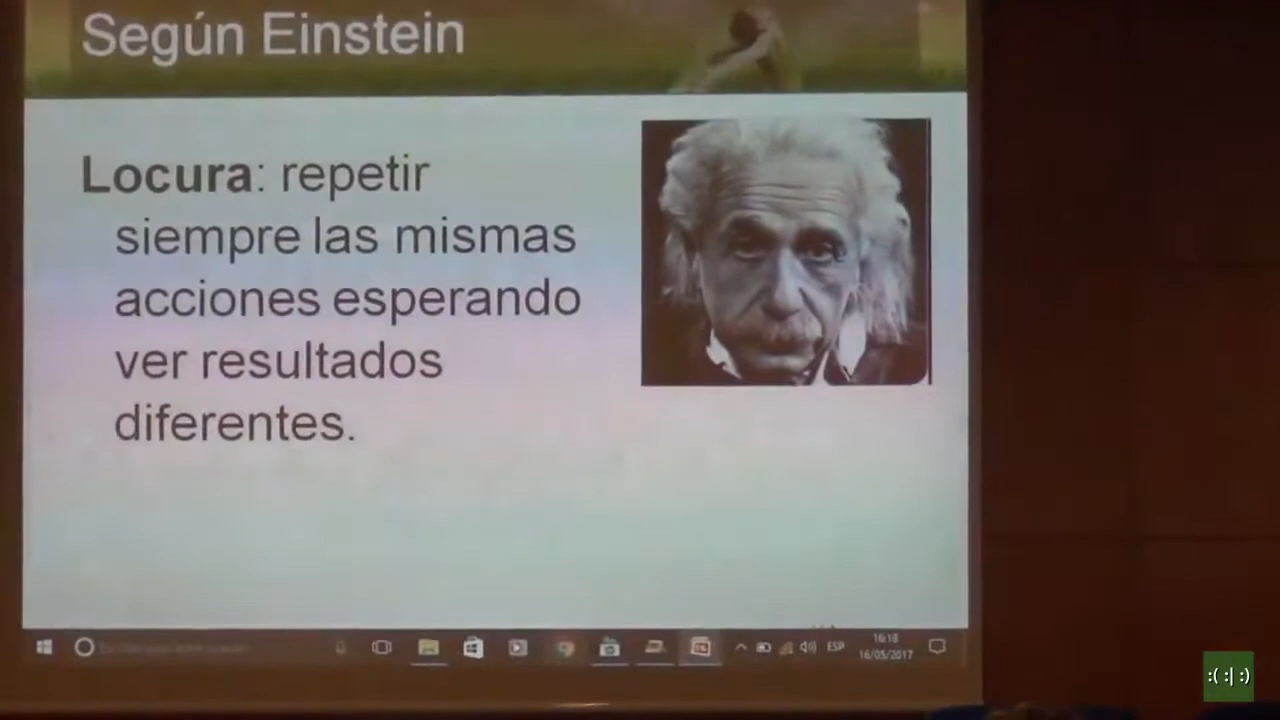 Según Einstein
Locura: repetir
siempre las mismas
acciones esperando
ver resultados
diferentes.
ESP
16:18
16/05/2017
:( :| :)